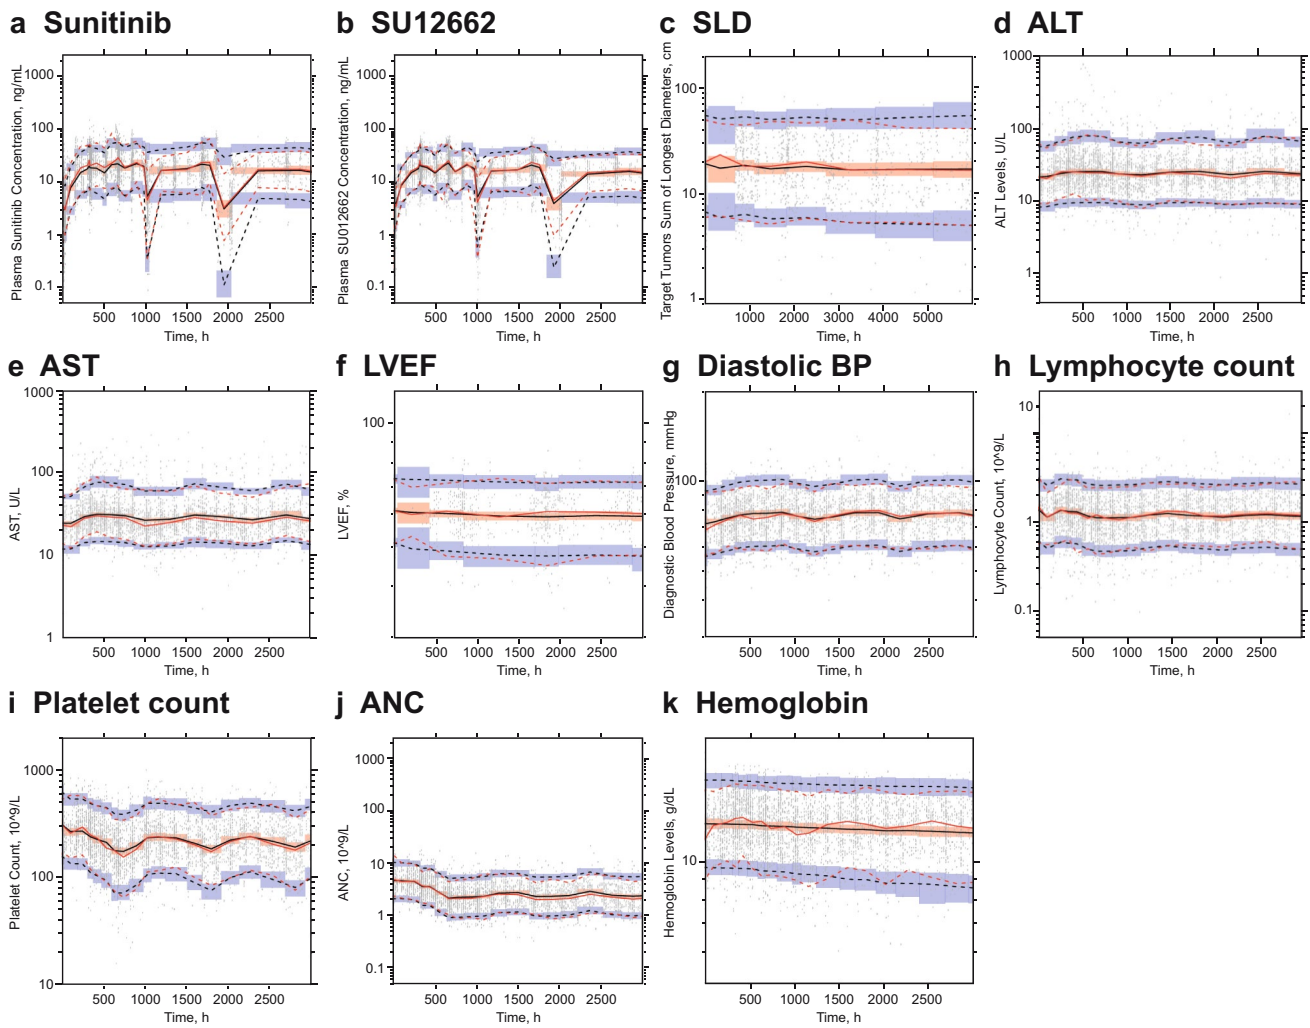 a Sunitinib
Plasma Sunitinib Concentration, ng/mL
1000
100
10
1
0.1
500 1000 1500 2000 2500
Time, h
b SU12662
Plasma SU012662 Concentration, ng/mL
1000
100
10
1
0.1
500 1000 1500 2000 2500
Time, h
c SLD
Target Tumors Sum of Longest Diameters, cm
100
10
1
1000 2000 3000 4000 5000
Time, h
d ALT
ALT Levels, U/L
1000
100
10
1
500 1000 1500 2000 2500
Time, h
e AST
AST, U/L
1000
100
10
1
500 1000 1500 2000 2500
Time, h
f LVEF
LVEF, %
100
500 1000 1500 2000 2500
Time, h
g Diastolic BP
Diagnostic Blood Pressure, mmHg
100
500 1000 1500 2000 2500
Time, h
h Lymphocyte count
Lymphocyte Count, 10^9/L
10
1
0.1
500 1000 1500 2000 2500
Time, h
i Platelet count
Platelet Count, 10^9/L
1000
100
10
500 1000 1500 2000 2500
Time, h
j ANC
ANC, 10^9/L
1000
100
10
1
0.1
500 1000 1500 2000 2500
Time, h
k Hemoglobin
Hemoglobin Levels, g/dL
10
500 1000 1500 2000 2500
Time, h